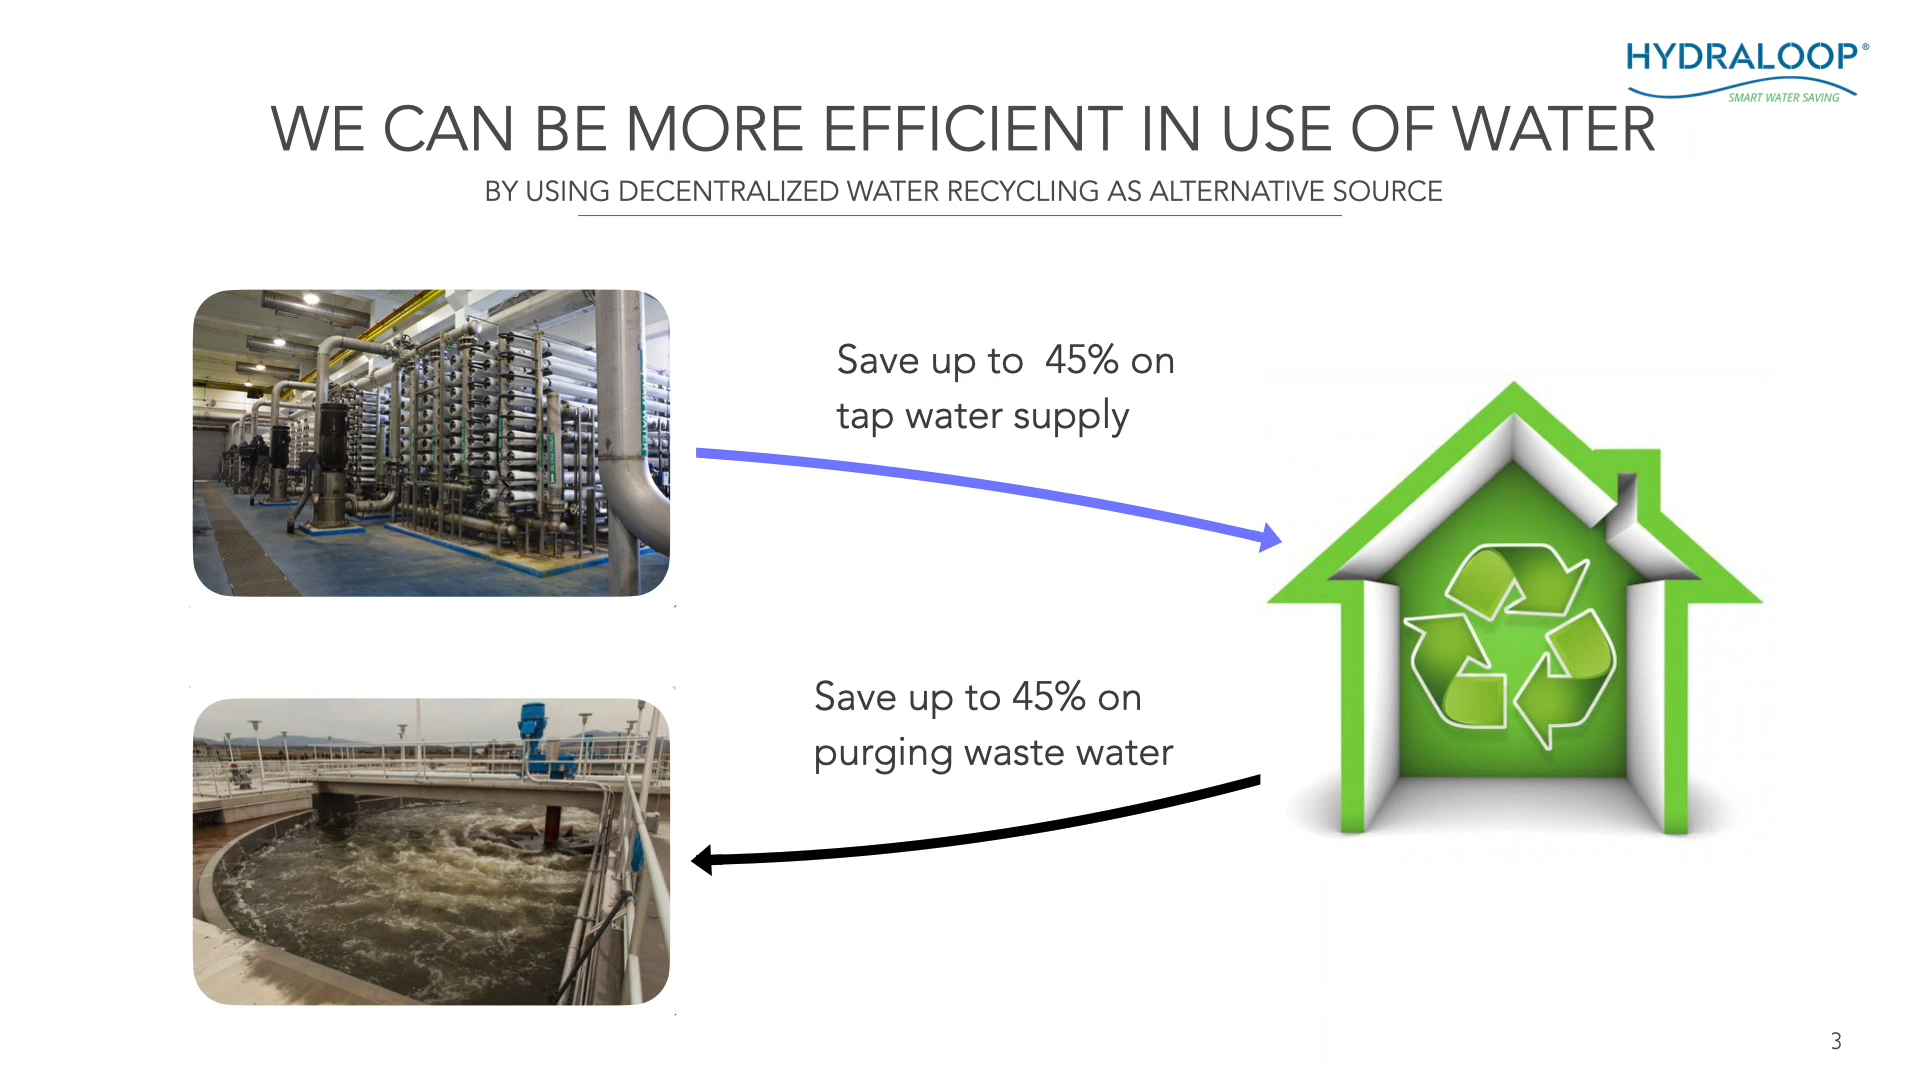 HYDRALOOP®
SMART WATER SAVING
WE CAN BE MORE EFFICIENT IN USE OF WATER
BY USING DECENTRALIZED WATER RECYCLING AS ALTERNATIVE SOURCE
Save up to  45% on
tap water supply
Save up to 45% on
purging waste water
3